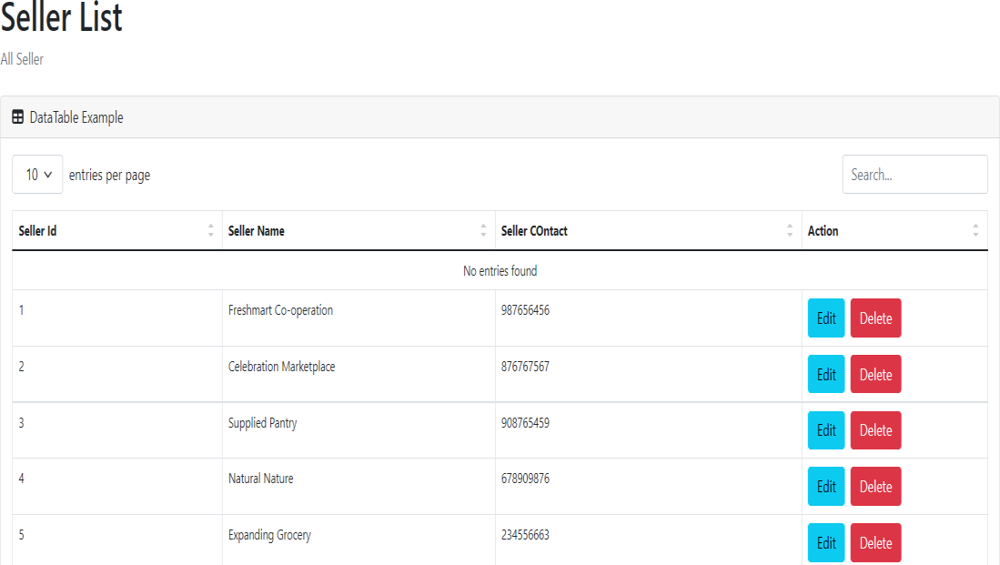 Seller List
All Seller
DataTable Example
10 entries per page
Search...
Seller Id Seller Name Seller COntact Action
No entries found
1 Freshmart Co-operation 987656456 Edit Delete
2 Celebration Marketplace 876767567 Edit Delete
3 Supplied Pantry 908765459 Edit Delete
4 Natural Nature 678909876 Edit Delete
5 Expanding Grocery 234556663 Edit Delete